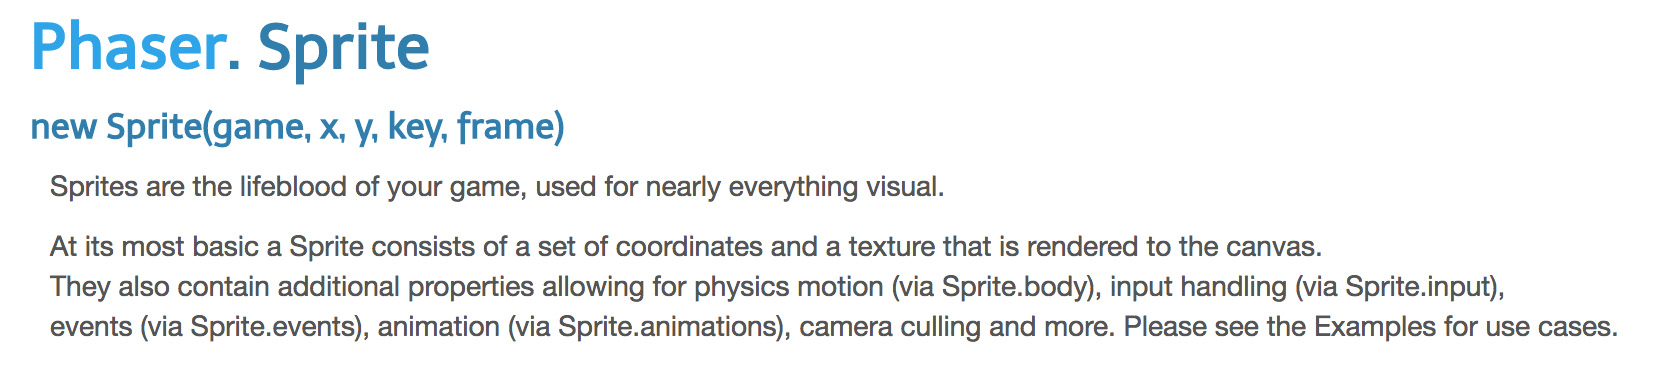 Phaser. Sprite
new Sprite(game, x, y, key, frame)
Sprites are the lifeblood of your game, used for nearly everything visual.
At its most basic a Sprite consists of a set of coordinates and a texture that is rendered to the canvas.
They also contain additional properties allowing for physics motion (via Sprite.body), input handling (via Sprite.input),
events (via Sprite.events), animation (via Sprite.animations), camera culling and more. Please see the Examples for use cases.